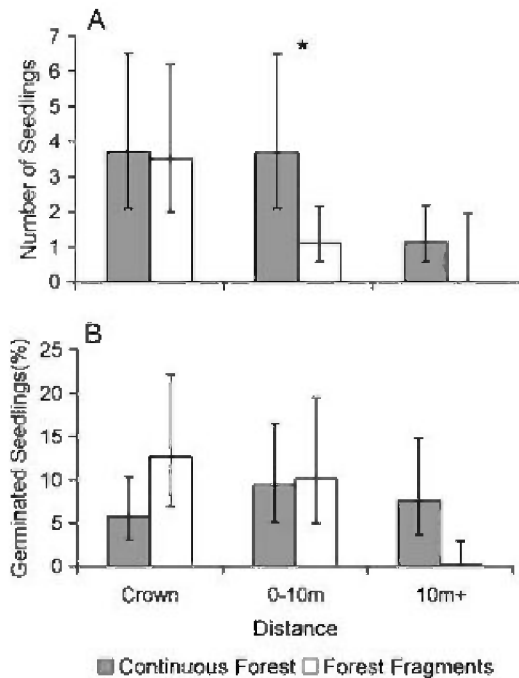 A
*
Number of Seedlings
7
6
5
4
3
2
1
0
B
Germinated Seedlings(%)
25
20
15
10
5
0
Crown 0-10m 10m+
Distance
Continuous Forest Forest Fragments